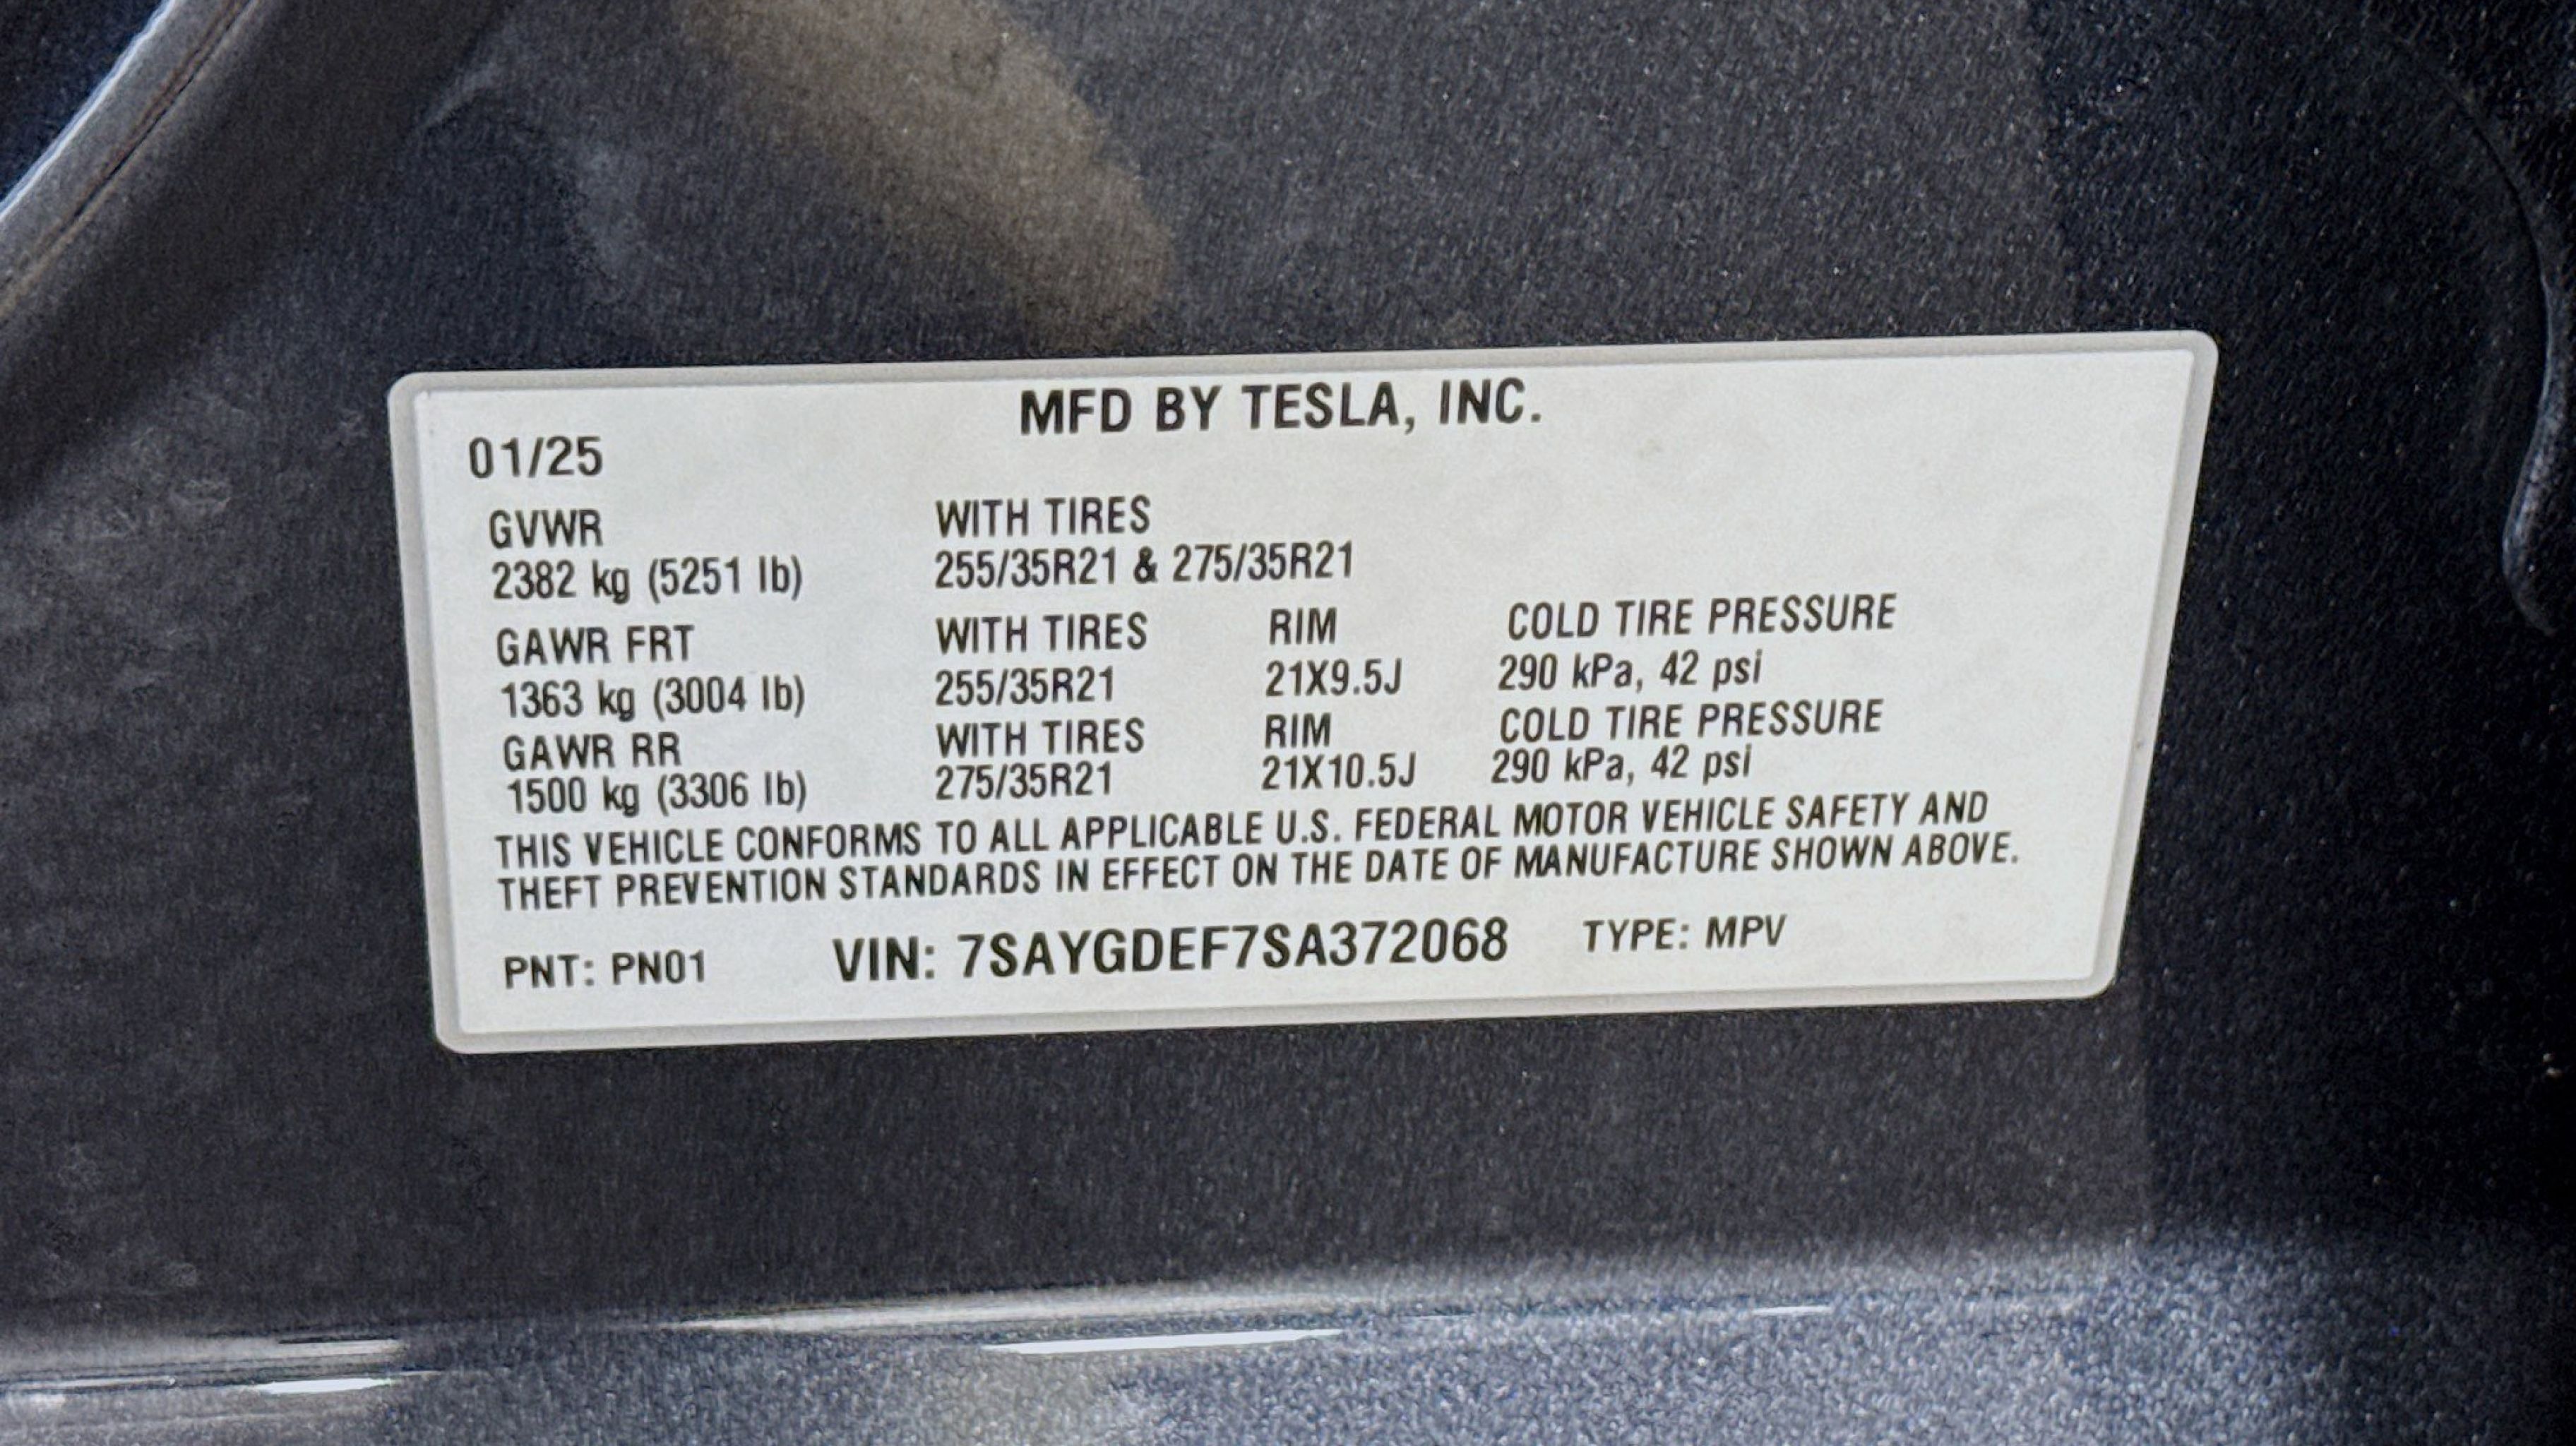 MFD BY TESLA, INC.
01/25
GVWR WITH TIRES
2382 kg (5251 lb) 255/35R21 & 275/35R21
GAWR FRT WITH TIRES RIM COLD TIRE PRESSURE
1363 kg (3004 lb) 255/35R21 21X9.5J 290 kPa, 42 psi
GAWR RR WITH TIRES RIM COLD TIRE PRESSURE
1500 kg (3306 lb) 275/35R21 21X10.5J 290 kPa, 42 psi
THIS VEHICLE CONFORMS TO ALL APPLICABLE U.S. FEDERAL MOTOR VEHICLE SAFETY AND
THEFT PREVENTION STANDARDS IN EFFECT ON THE DATE OF MANUFACTURE SHOWN ABOVE.
PNT: PN01 VIN: 7SAYGDEF7SA372068 TYPE: MPV